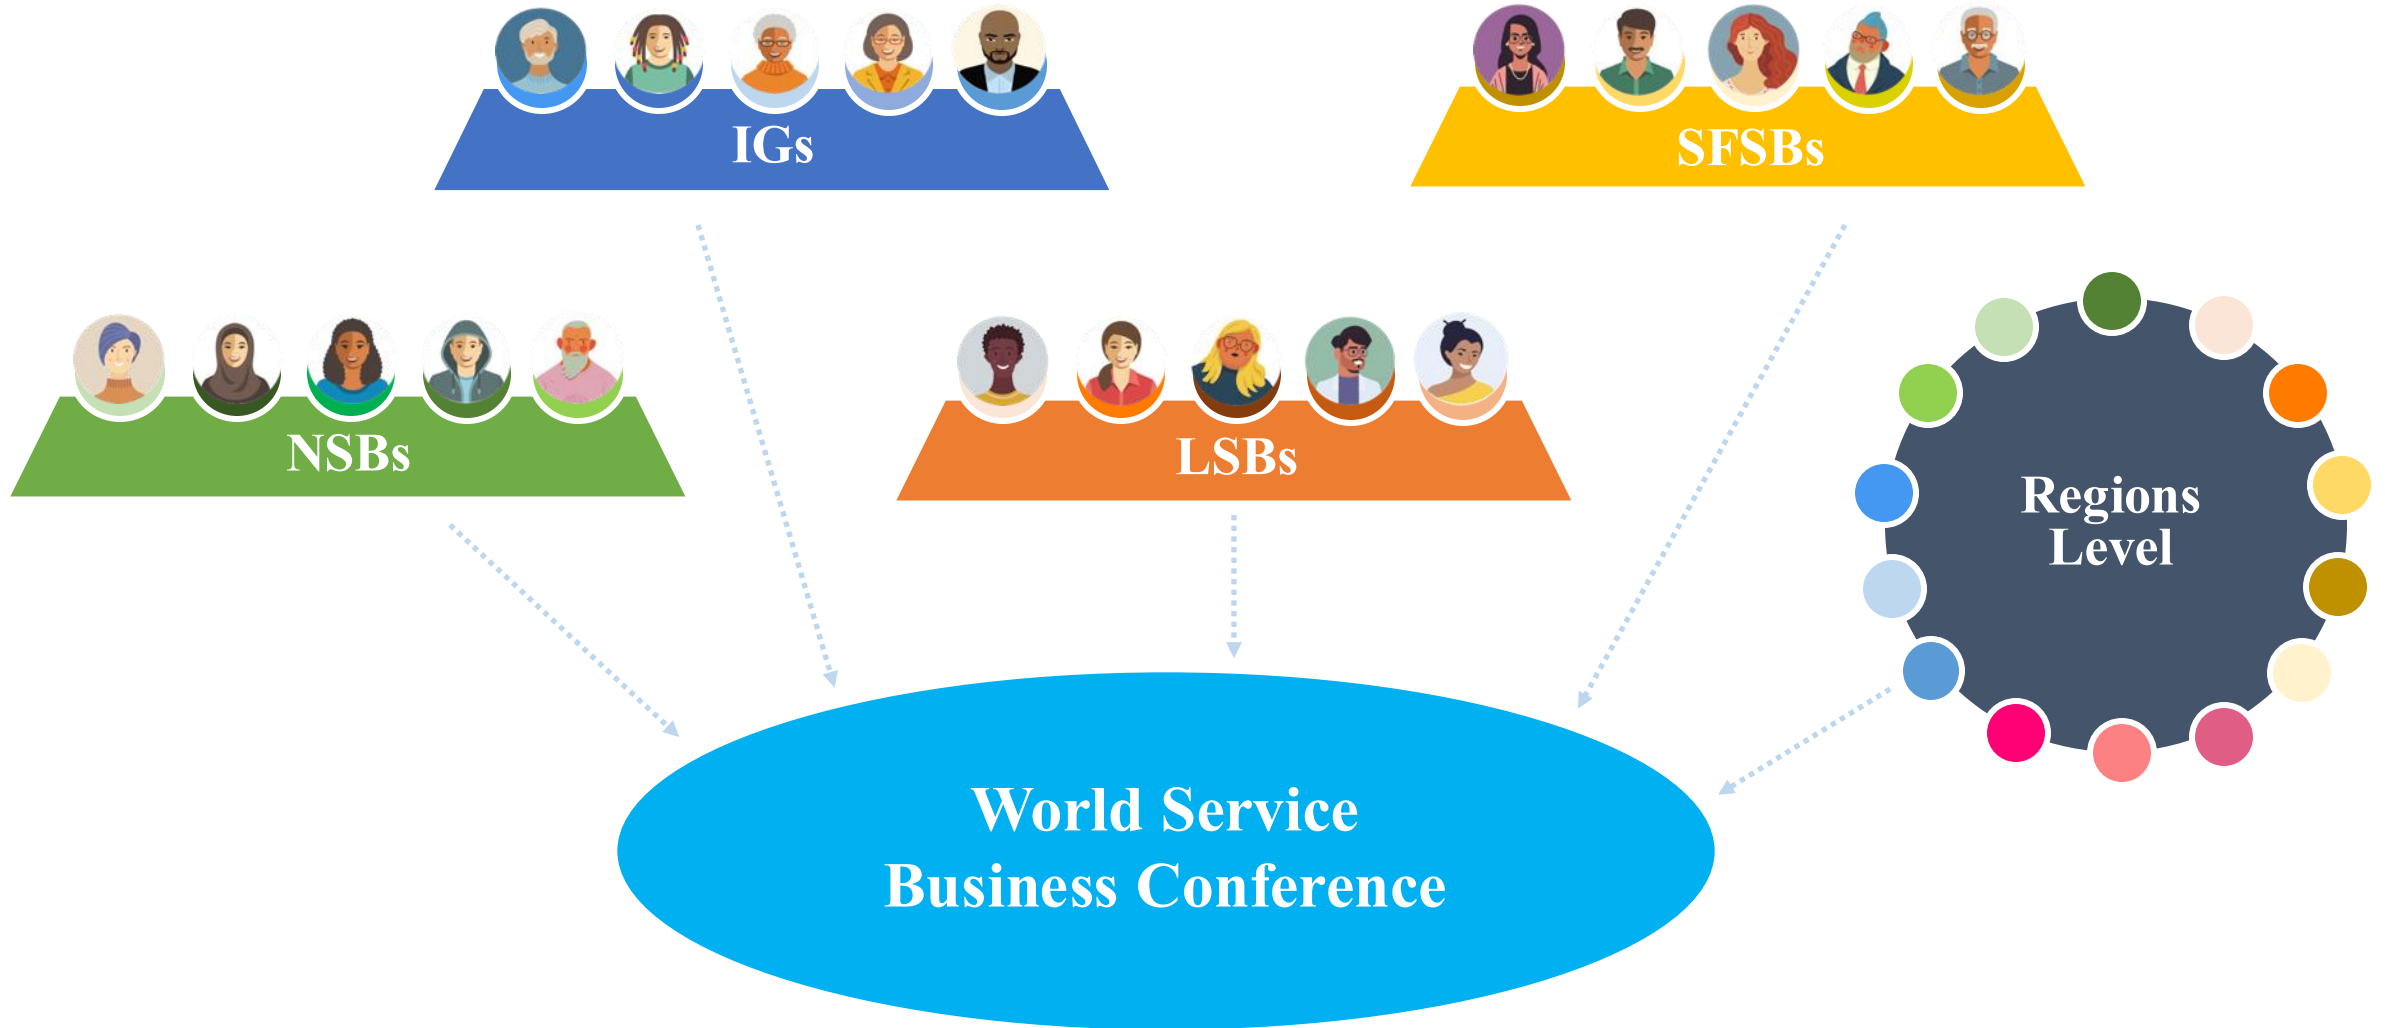 IGs
SFSBs
NSBs
LSBs
Regions
Level
World Service
Business Conference